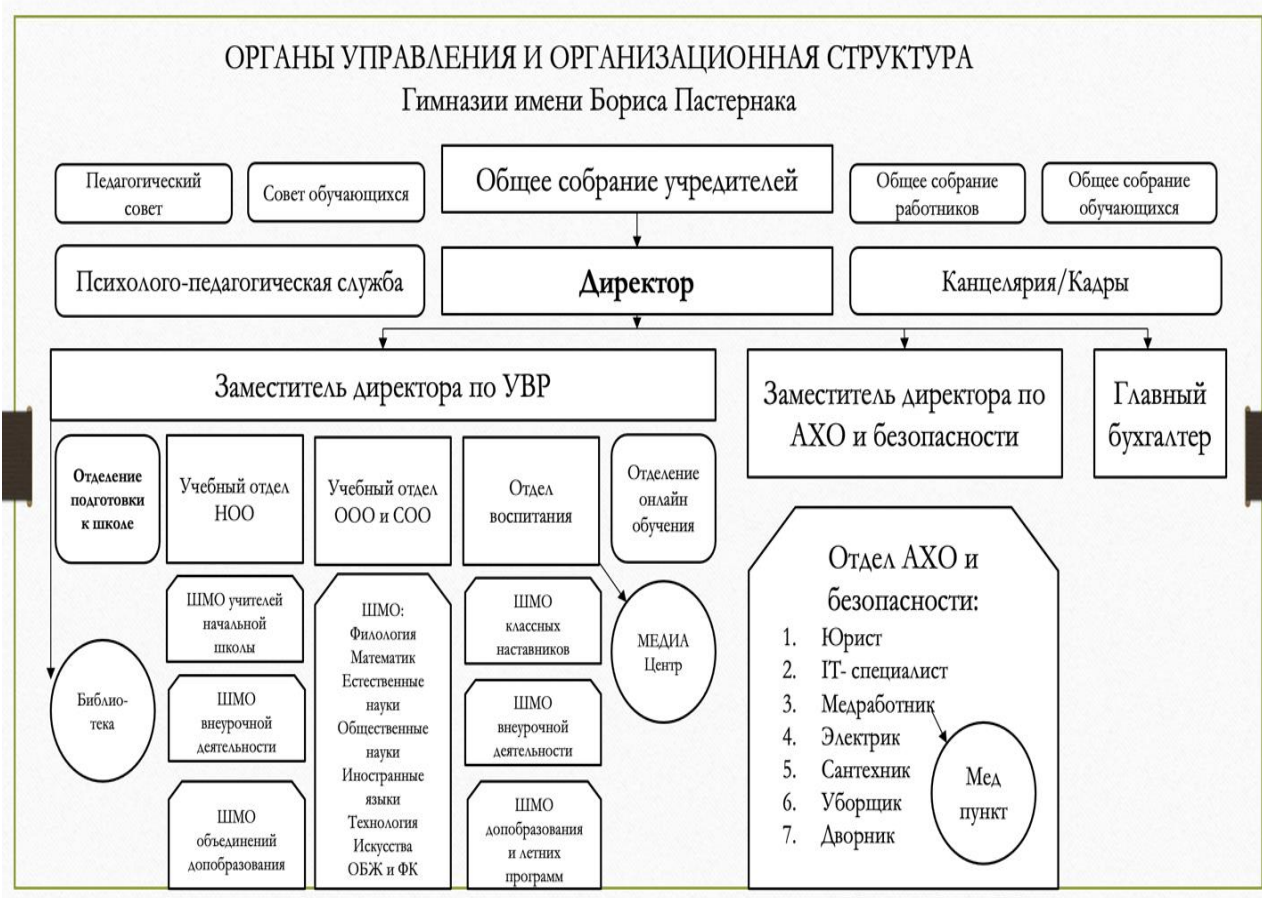 ОРГАНЫ УПРАВЛЕНИЯ И ОРГАНИЗАЦИОННАЯ СТРУКТУРА
Гимназии имени Бориса Пастернака
Педагогический
совет
Совет обучающихся
Общее собрание учредителей
Общее собрание
работников
Общее собрание
обучающихся
Психолого-педагогическая служба
Директор
Канцелярия/Кадры
Заместитель директора по УВР
Заместитель директора по
АХО и безопасности
Главный
бухгалтер
Отделение
подготовки
к школе
Учебный отдел
НОО
Учебный отдел
ООО и СОО
Отдел
воспитания
Отделение
онлайн
обучения
Библио-
тека
ШМО учителей
начальной
школы
ШМО
внеурочной
деятельности
ШМО
объединений
допобразования
ШМО:
Филология
Математик
Естественные
науки
Общественные
науки
Иностранные
языки
Технология
Искусства
ОБЖ и ФК
ШМО
классных
наставников
ШМО
внеурочной
деятельности
ШМО
допобразования
и летних
программ
МЕДИА
Центр
Отдел АХО и
безопасности:
1. Юрист
2. IT- специалист
3. Медработник
4. Электрик
5. Сантехник
6. Уборщик
7. Дворник
Мед
пункт